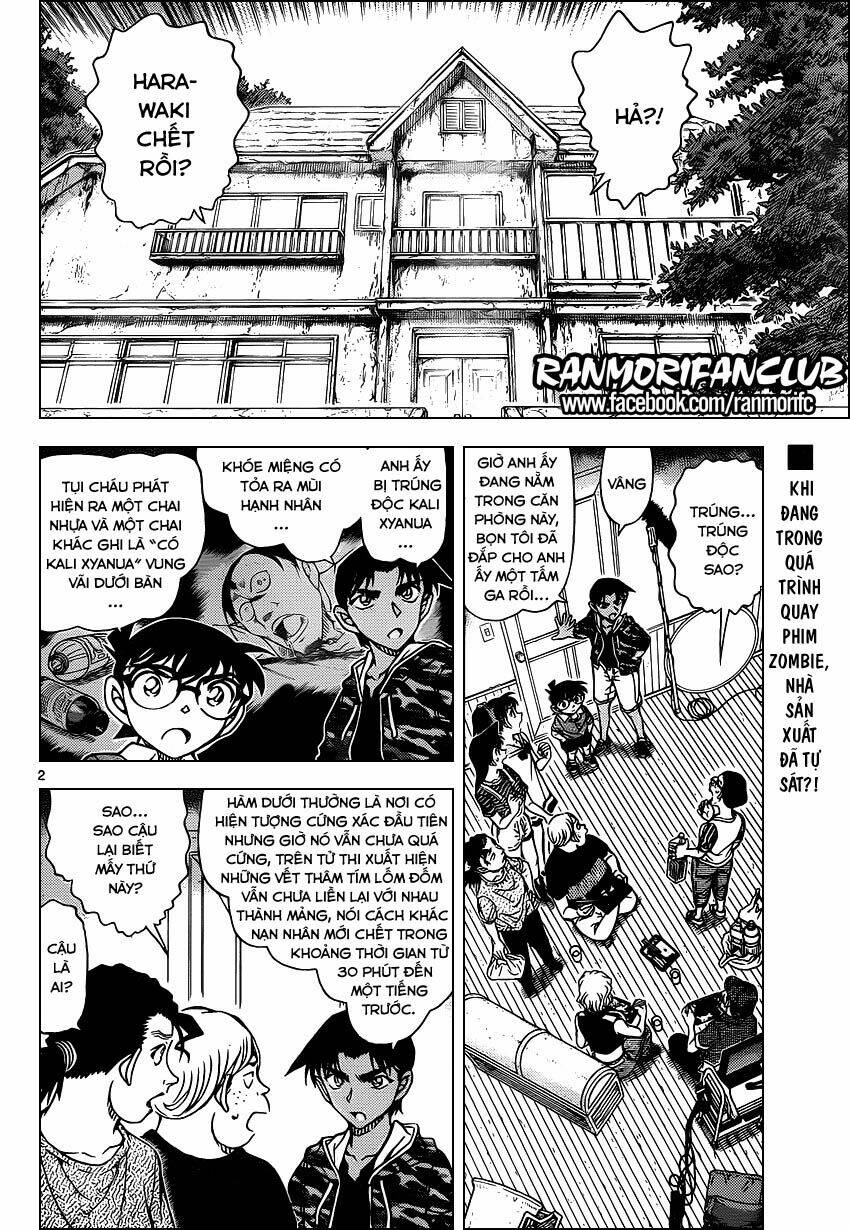 HẢ?!
HARA-
WAKI
CHẾT
RỒI?
RANMORIFANCLUB
www.facebook.com/ranmorifc
KHI
ĐANG
TRONG
QUÁ
TRÌNH
QUAY
PHIM
ZOMBIE,
NHÀ
SẢN
XUẤT
ĐÃ TỰ
SÁT?!
TRÚNG...
TRÚNG
ĐỘC
SAO?
VÂNG
GIỜ ANH ẤY
ĐANG NẰM
TRONG CĂN
PHÒNG NÀY,
BỌN TÔI ĐÃ
ĐẮP CHO ANH
ẤY MỘT TẤM
GA RỒI...
ANH ẤY
BỊ TRÚNG
ĐỘC KALI
XYANUA
KHÓE MIỆNG CÓ
TỎA RA MÙI
HẠNH NHÂN
...
TỤI CHÁU PHÁT
HIỆN RA MỘT CHAI
NHỰA VÀ MỘT CHAI
KHÁC GHI LÀ "CÓ
KALI XYANUA" VUNG
VÃI DƯỚI BÀN
...
2
HÀM DƯỚI THƯỜNG LÀ NƠI CÓ
HIỆN TƯỢNG CỨNG XÁC ĐẦU TIÊN
NHƯNG GIỜ NÓ VẪN CHƯA QUÁ
CỨNG, TRÊN TỬ THI XUẤT HIỆN
NHỮNG VẾT THÂM TÍM LỐM ĐỐM
VẪN CHƯA LIỀN LẠI VỚI NHAU
THÀNH MẢNG, NÓI CÁCH KHÁC
NẠN NHÂN MỚI CHẾT TRONG
KHOẢNG THỜI GIAN TỪ
30 PHÚT ĐẾN
MỘT TIẾNG
TRƯỚC.
SAO...
SAO CẬU
LẠI BIẾT
MẤY THỨ
NÀY?
CẬU
LÀ
AI?